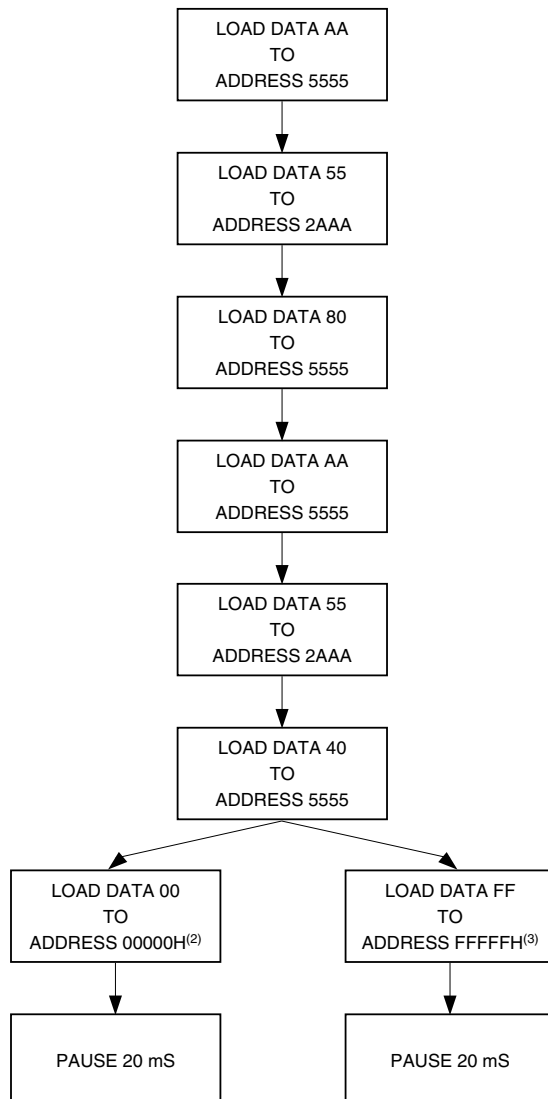 LOAD DATA AA
TO
ADDRESS 5555
LOAD DATA 55
TO
ADDRESS 2AAA
LOAD DATA 80
TO
ADDRESS 5555
LOAD DATA AA
TO
ADDRESS 5555
LOAD DATA 55
TO
ADDRESS 2AAA
LOAD DATA 40
TO
ADDRESS 5555
LOAD DATA 00
TO
ADDRESS 00000H(2)
LOAD DATA FF
TO
ADDRESS FFFFFH(3)
PAUSE 20 mS
PAUSE 20 mS